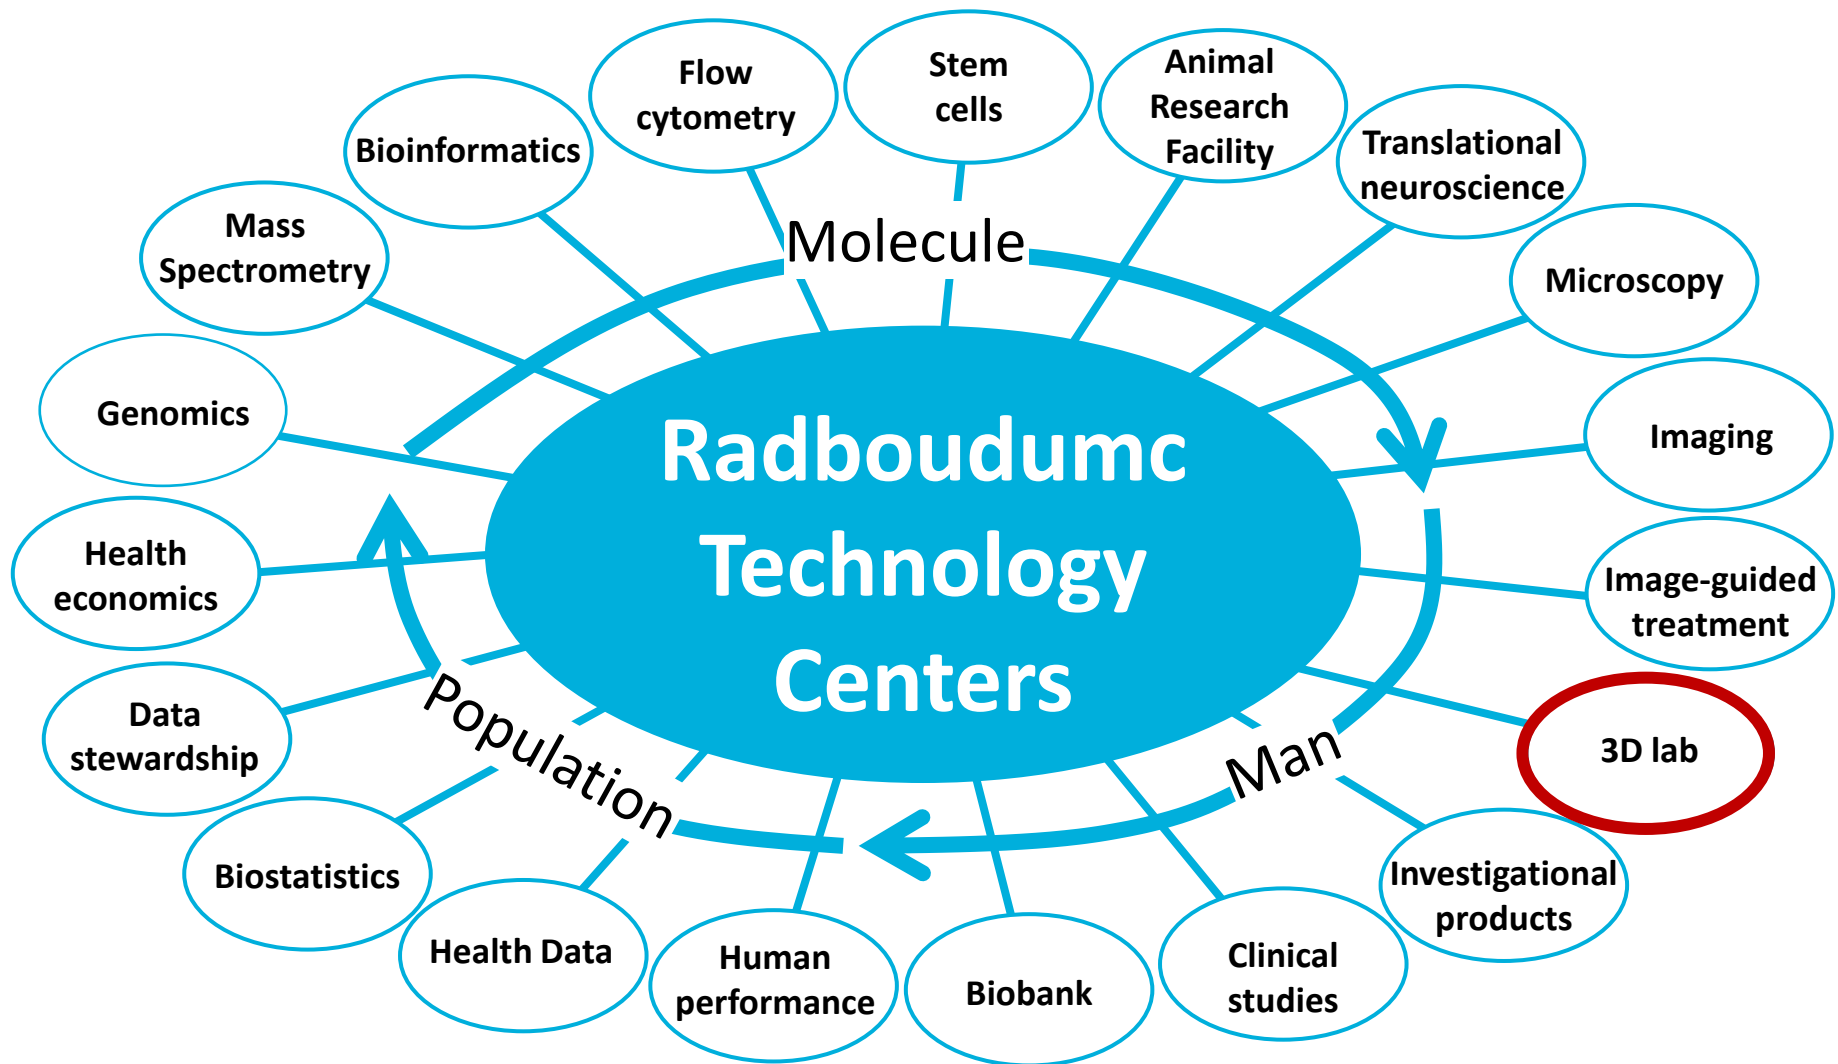 Flow
cytometry
Stem
cells
Animal
Research
Facility
Translational
neuroscience
Microscopy
Imaging
Image-guided
treatment
3D lab
Investigational
products
Clinical
studies
Biobank
Human
performance
Health Data
Biostatistics
Data
stewardship
Health
economics
Genomics
Mass
Spectrometry
Bioinformatics
Molecule
Man
Population
Radboudumc
Technology
Centers